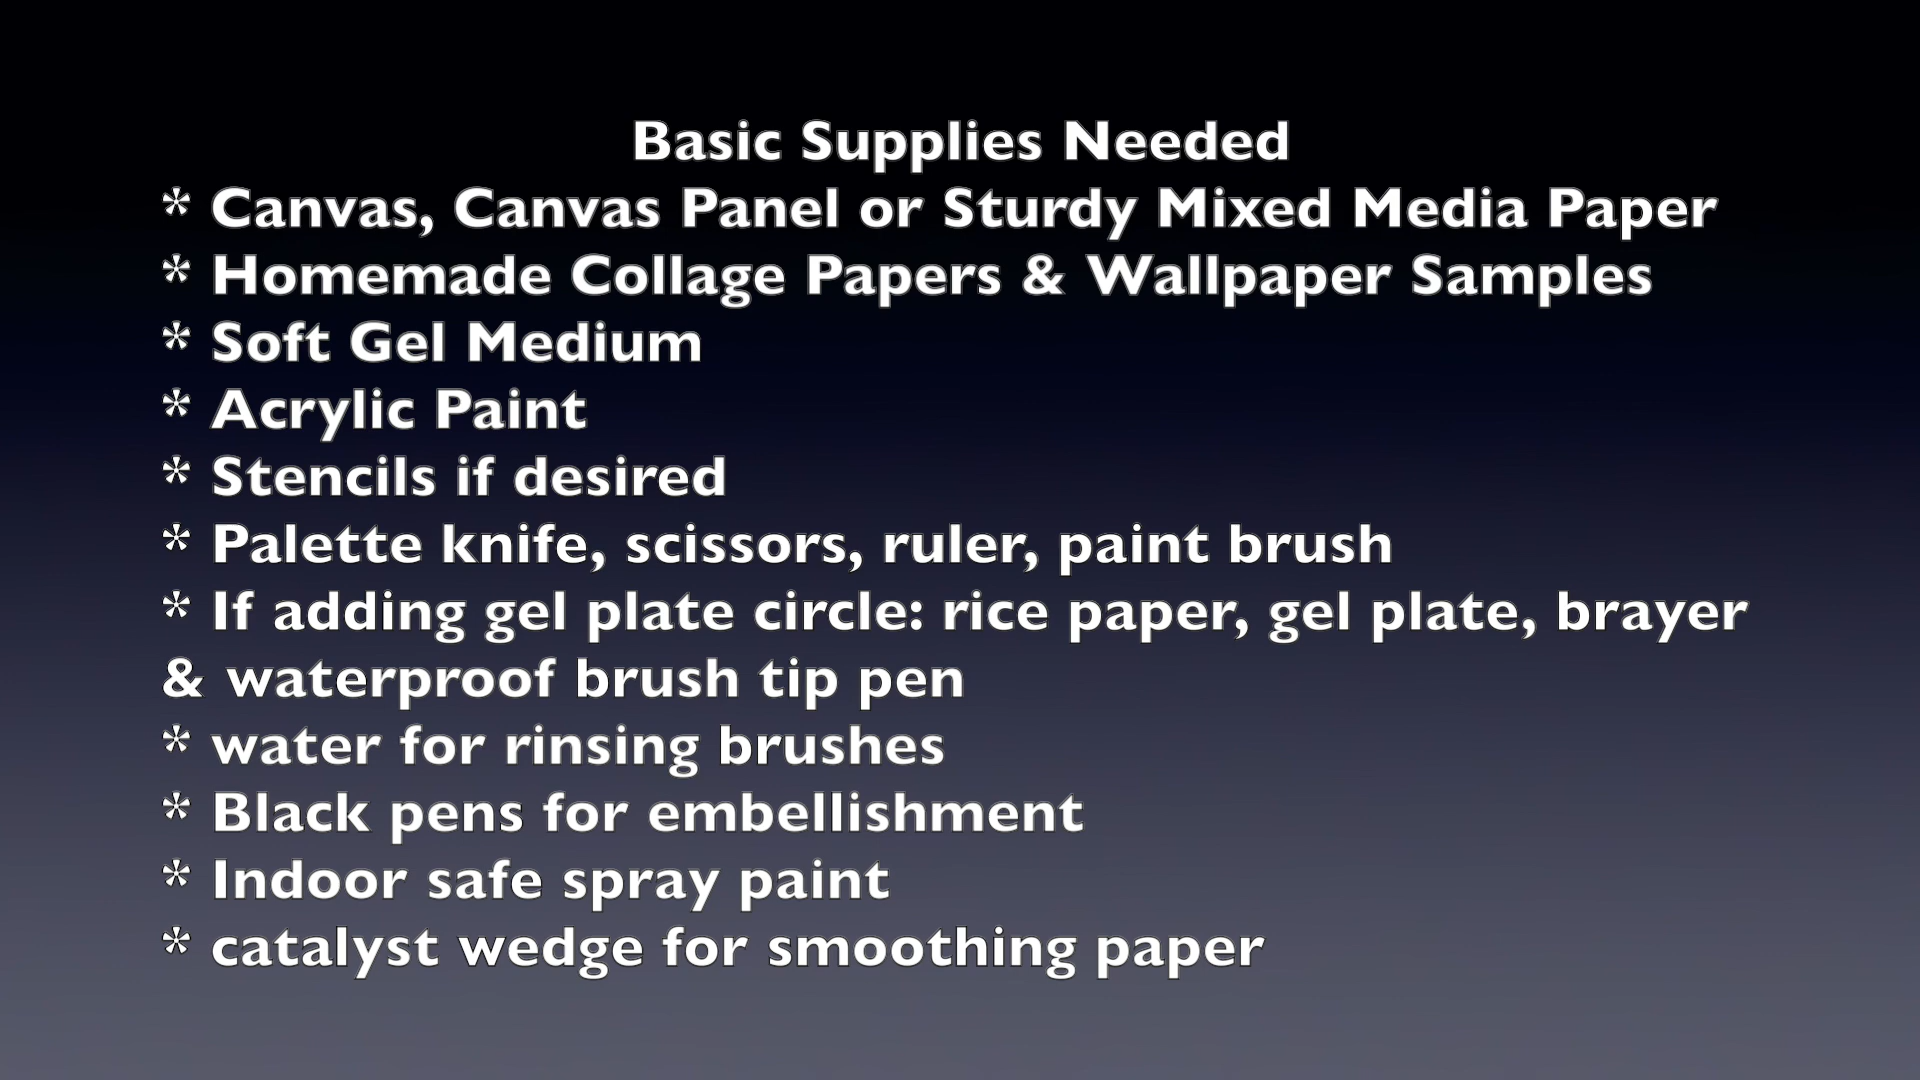 Basic Supplies Needed
* Canvas, Canvas Panel or Sturdy Mixed Media Paper
* Homemade Collage Papers & Wallpaper Samples
* Soft Gel Medium
* Acrylic Paint
* Stencils if desired
* Palette knife, scissors, ruler, paint brush
* If adding gel plate circle: rice paper, gel plate, brayer
& waterproof brush tip pen
* water for rinsing brushes
* Black pens for embellishment
* Indoor safe spray paint
* catalyst wedge for smoothing paper